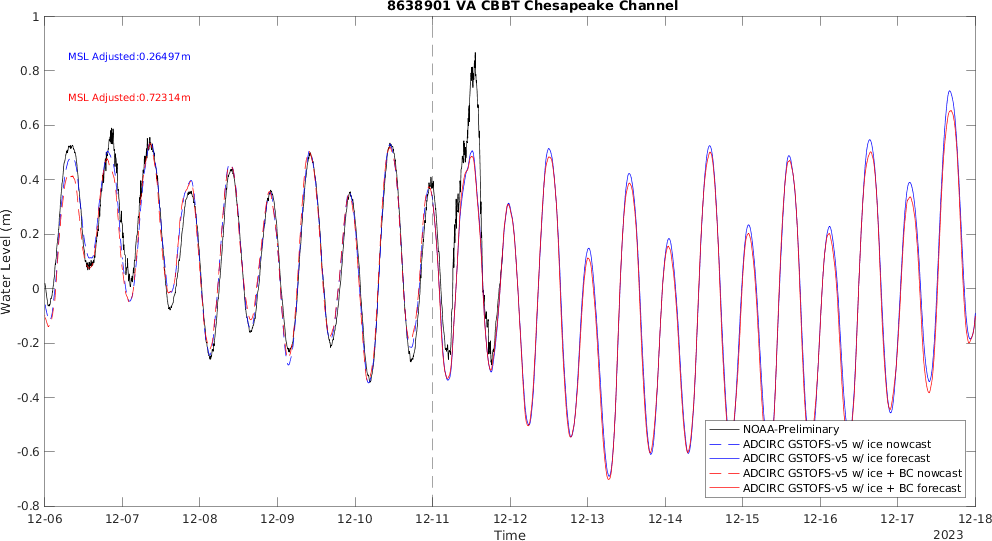 8638901 VA CBBT Chesapeake Channel
MSL Adjusted:0.26497m
MSL Adjusted:0.72314m
Water Level (m)
1
0.8
0.6
0.4
0.2
0
-0.2
-0.4
-0.6
-0.8
NOAA-Preliminary
ADCIRC GSTOFS-v5 w/ ice nowcast
ADCIRC GSTOFS-v5 w/ ice forecast
ADCIRC GSTOFS-v5 w/ ice + BC nowcast
ADCIRC GSTOFS-v5 w/ ice + BC forecast
12-06 12-07 12-08 12-09 12-10 12-11 12-12 12-13 12-14 12-15 12-16 12-17 12-18
Time
2023